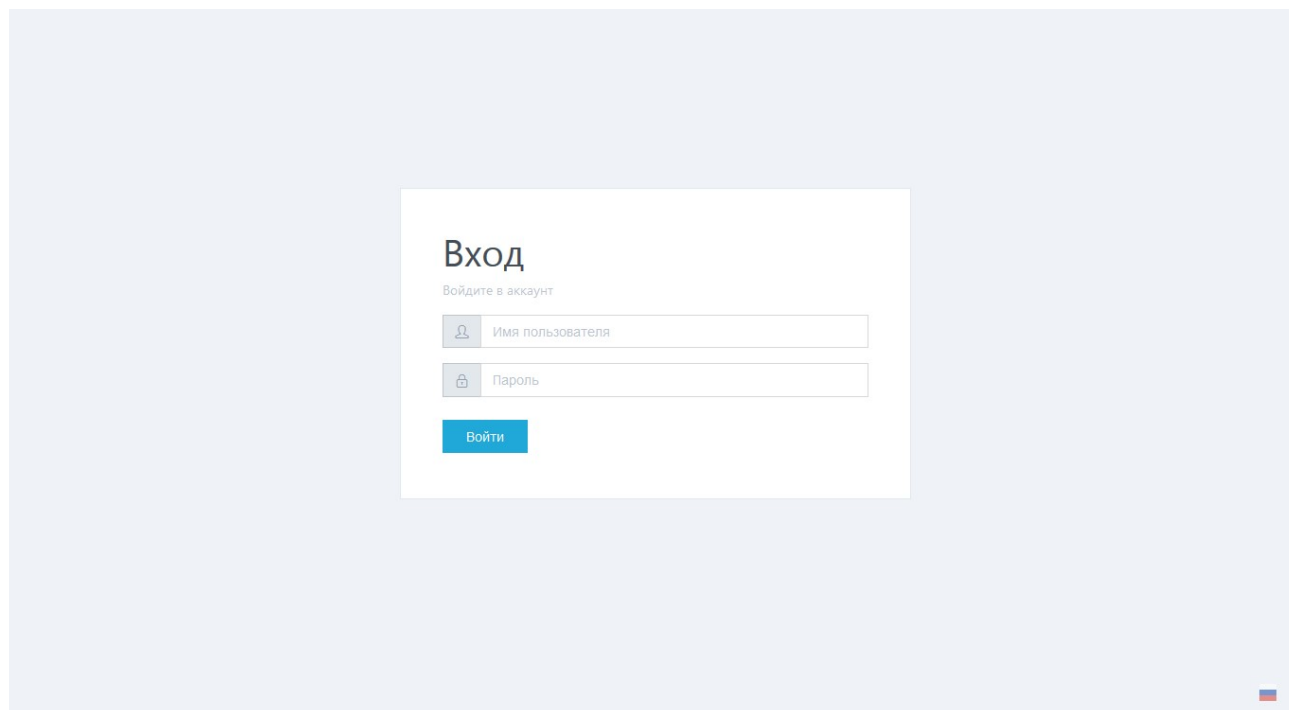 Вход
Войдите в аккаунт
Имя пользователя
Пароль
Войти